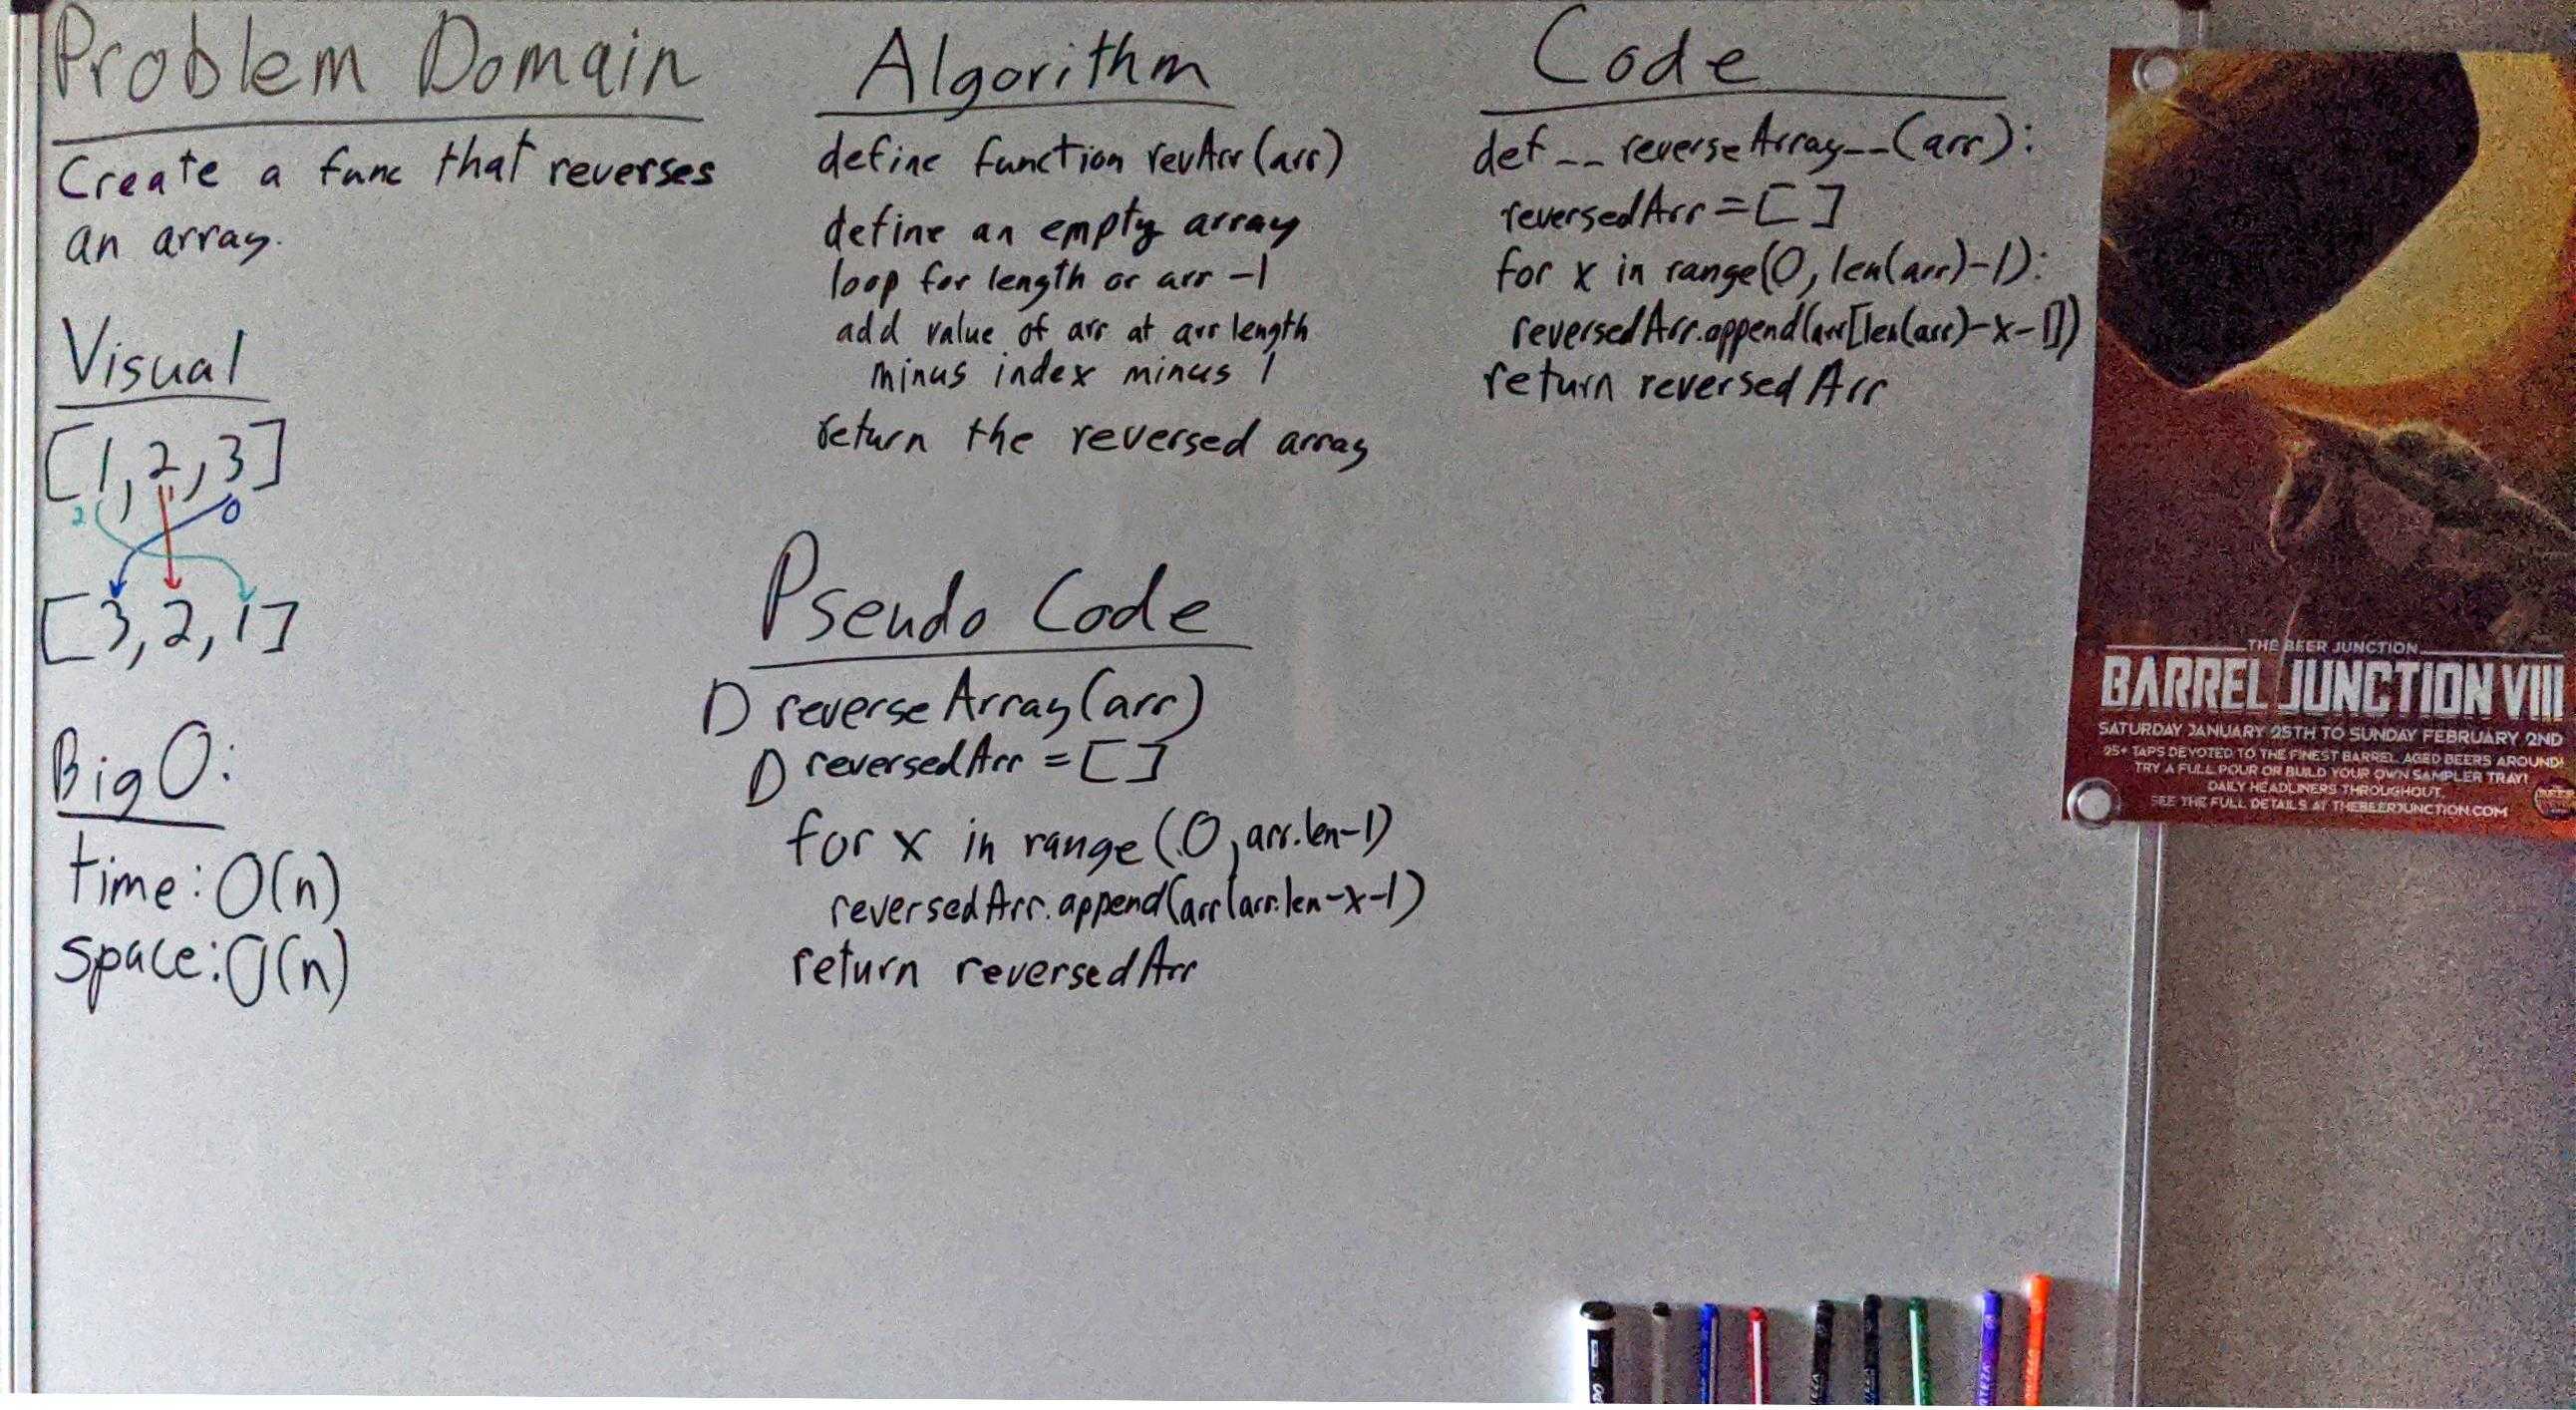 Problem Domain
Create a func that reverses
an array.
Visual
[1,2,3]
2 1 0
[3,2,1]
Big O:
time: O(n)
space: O(n)
Algorithm
define function revArr(arr)
define an empty array
loop for length or arr -1
add value of arr at arr length
minus index minus 1
return the reversed array
Pseudo Code
D reverseArray(arr)
D reversedArr = []
for x in range(0, arr.len-1)
reversedArr.append(arr(arr.len-x-1)
return reversedArr
Code
def __reverseArray__(arr):
reversedArr = []
for x in range(0, len(arr)-1):
reversedArr.append(arr[len(arr)-x-1])
return reversedArr
THE BEER JUNCTION
BARREL JUNCTION VIII
SATURDAY JANUARY 25TH TO SUNDAY FEBRUARY 2ND
25+ TAPS DEVOTED TO THE FINEST BARREL AGED BEERS AROUND!
TRY A FULL POUR OR BUILD YOUR OWN SAMPLER TRAY!
DAILY HEADLINERS THROUGHOUT.
SEE THE FULL DETAILS AT THEBEERJUNCTION.COM